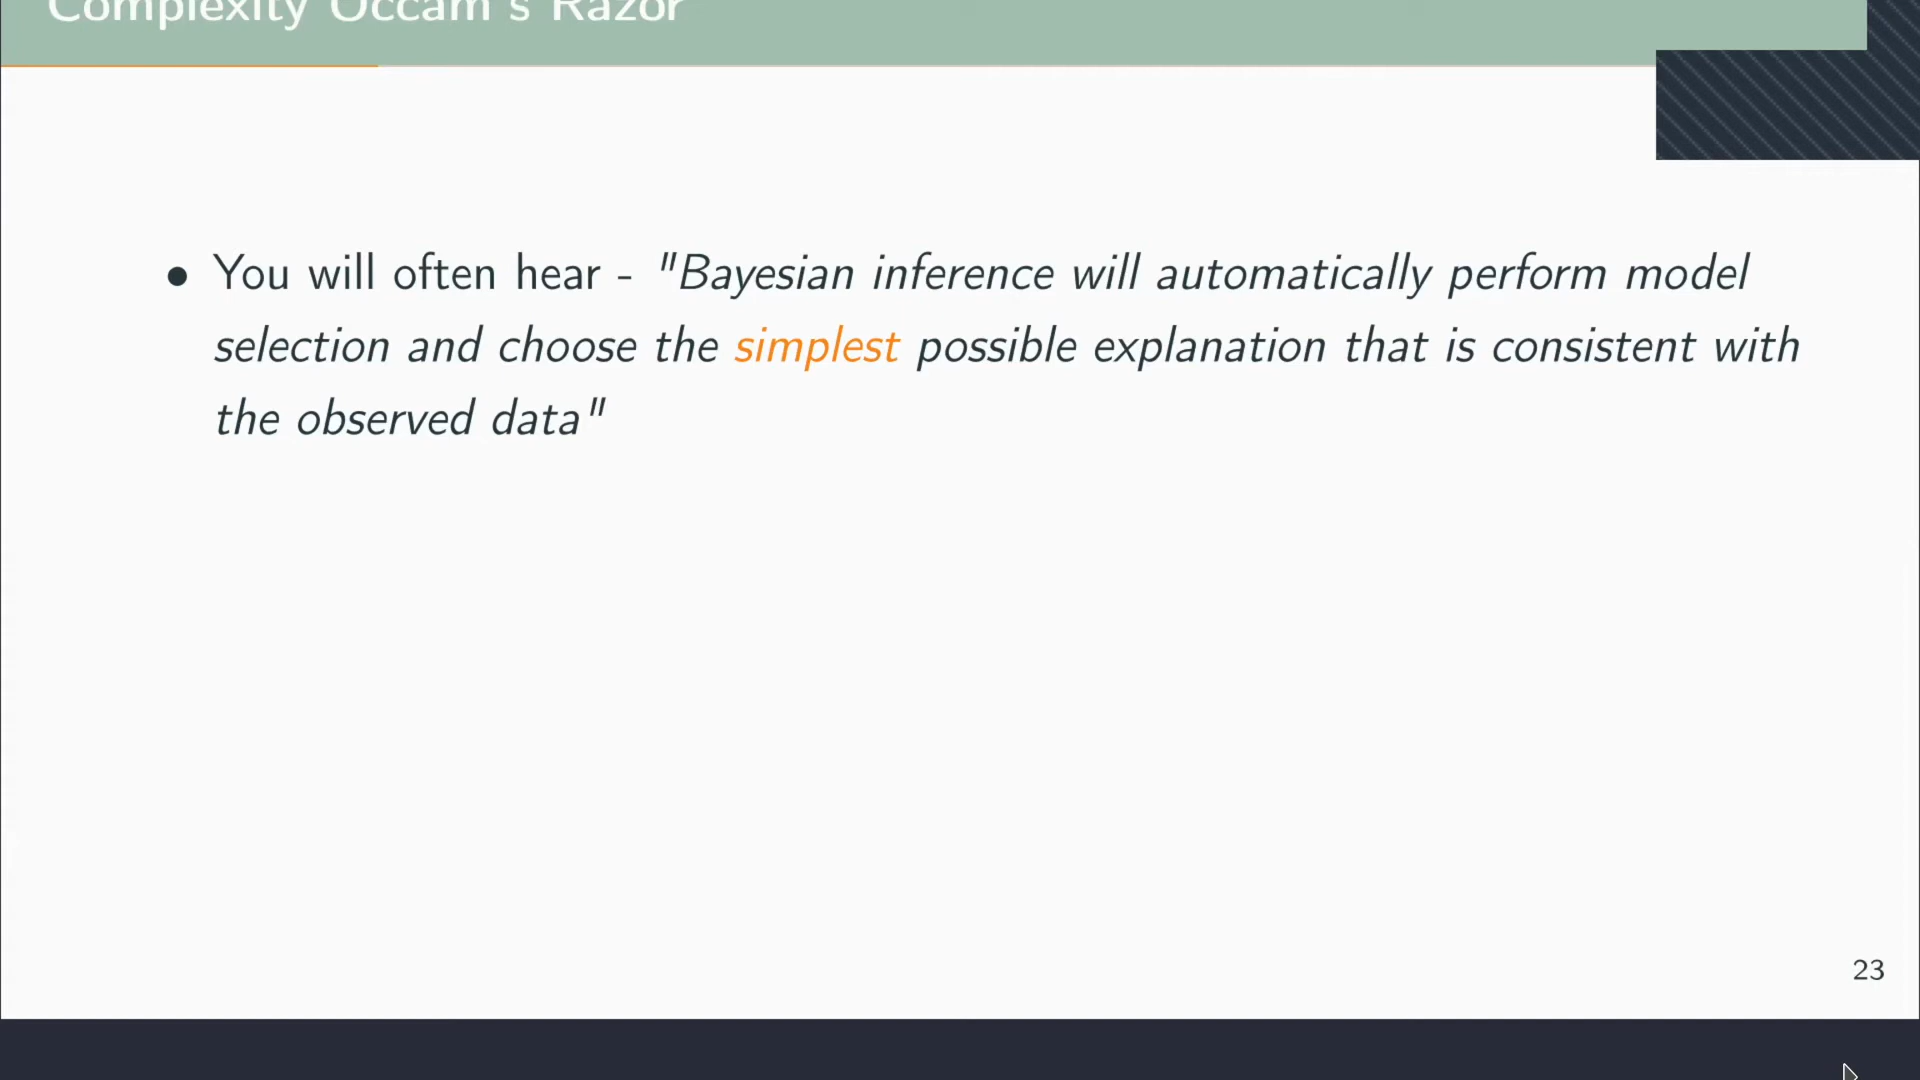 Complexity Occam's Razor
• You will often hear - "Bayesian inference will automatically perform model
selection and choose the simplest possible explanation that is consistent with
the observed data"
23